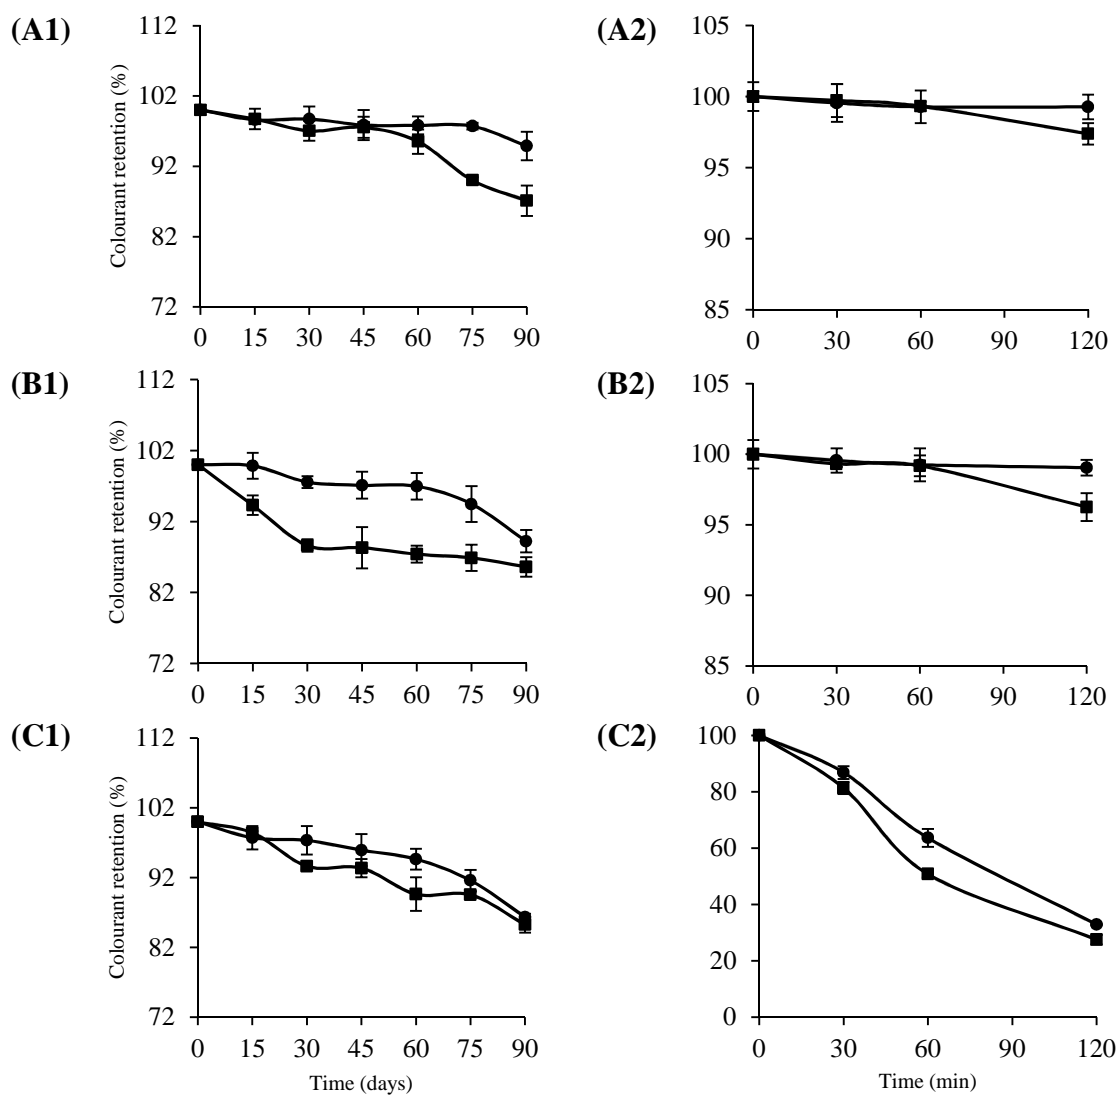 (A1)
Colourant retention (%)
112
102
92
82
72
0 15 30 45 60 75 90
(A2)
105
100
95
90
85
0 30 60 90 120
(B1)
Colourant retention (%)
112
102
92
82
72
0 15 30 45 60 75 90
(B2)
105
100
95
90
85
0 30 60 90 120
(C1)
Colourant retention (%)
112
102
92
82
72
0 15 30 45 60 75 90
Time (days)
(C2)
100
80
60
40
20
0
0 30 60 90 120
Time (min)